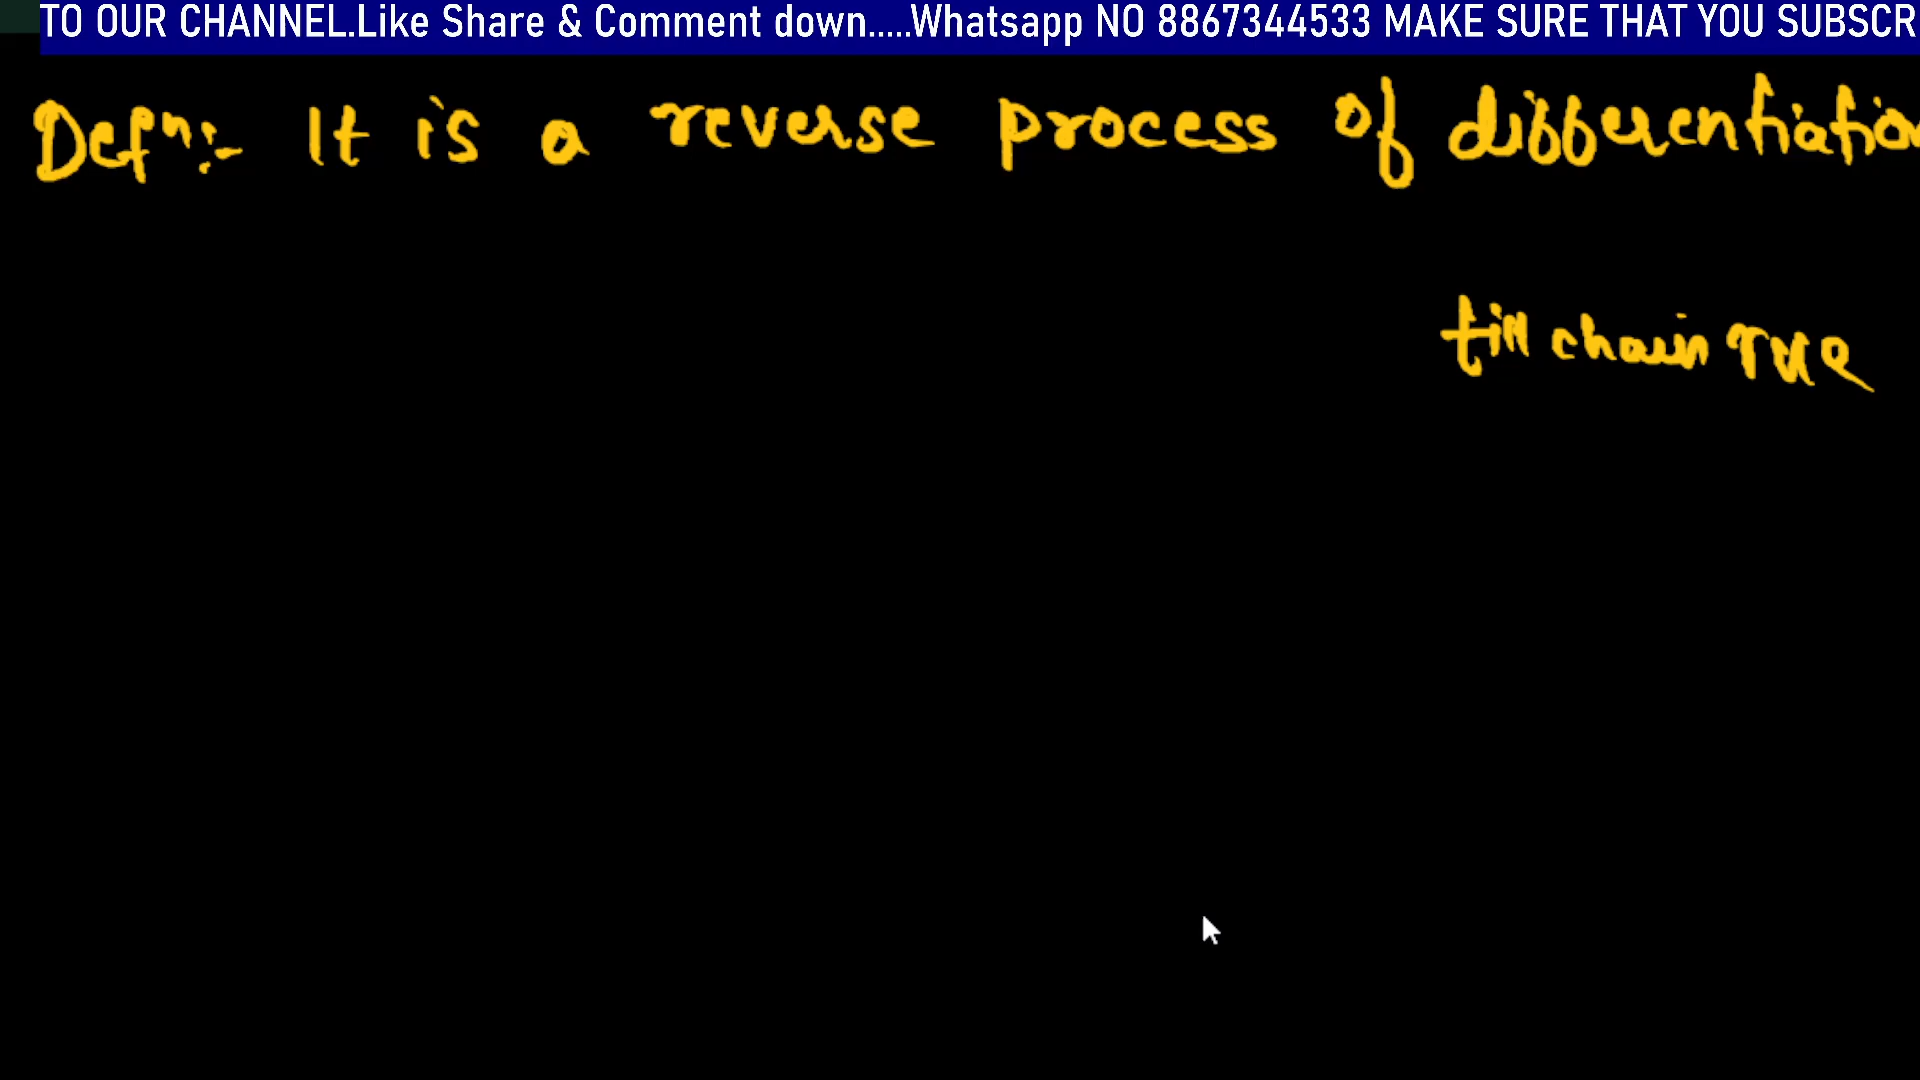 TO OUR CHANNEL.Like Share & Comment down.....Whatsapp NO 8867344533 MAKE SURE THAT YOU SUBSCR
Defn:- It is a reverse process of differentiation
till chain rule